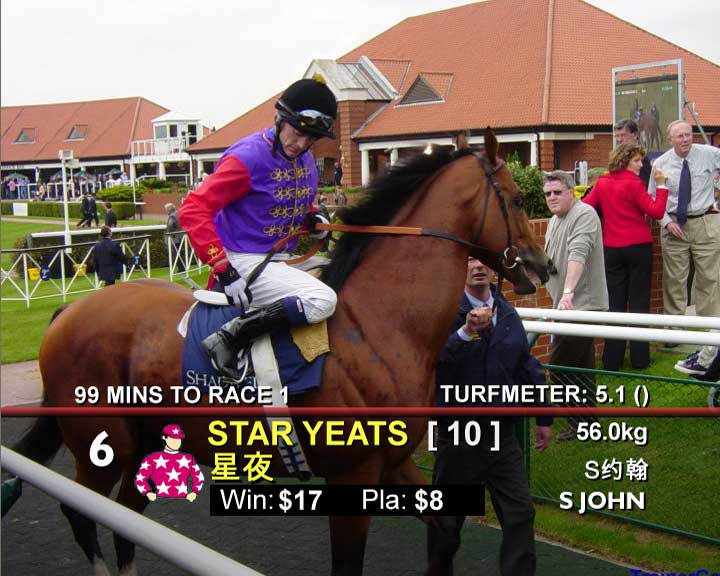 99 MINS TO RACE 1
TURFMETER: 5.1 ()
6
STAR YEATS [ 10 ]
56.0kg
星夜
S约翰
Win: $17 Pla: $8
S JOHN